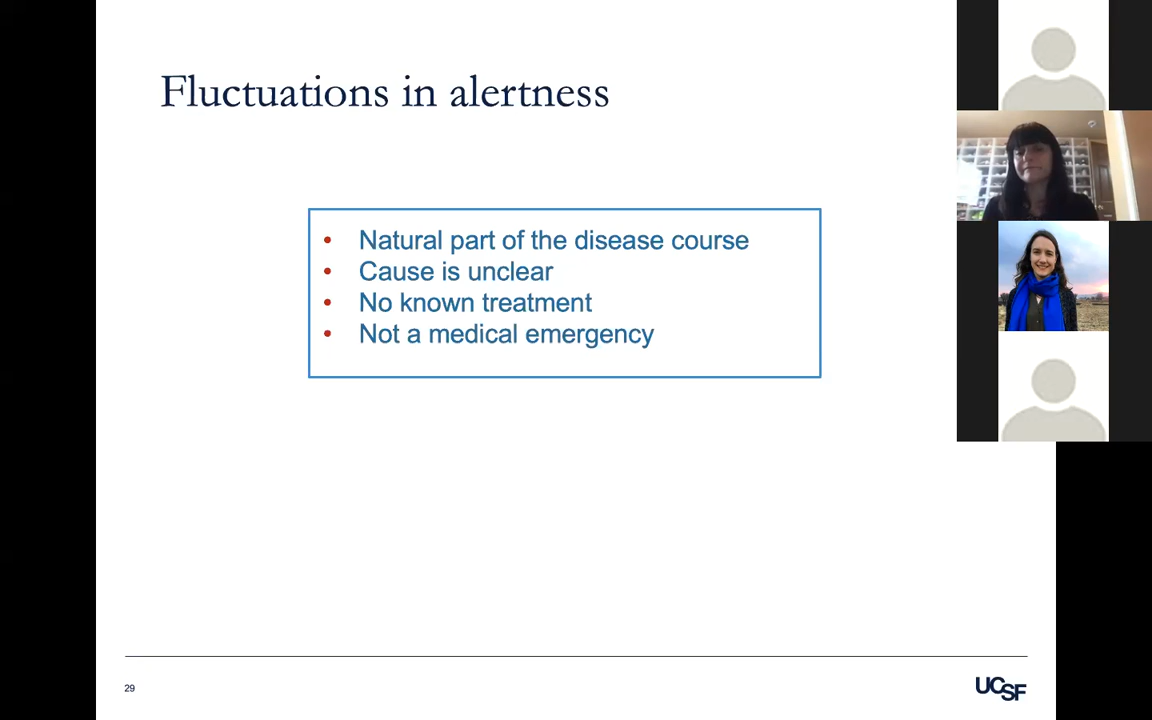 Fluctuations in alertness
• Natural part of the disease course
• Cause is unclear
• No known treatment
• Not a medical emergency
29
UCSF